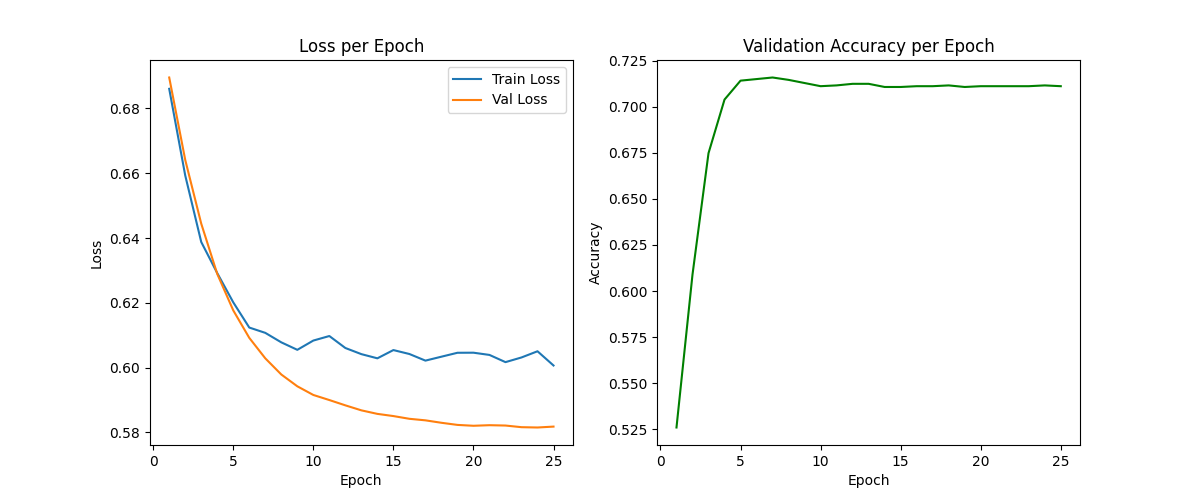 Loss per Epoch
Train Loss
Val Loss
0.68
0.66
0.64
0.62
0.60
0.58
Loss
0 5 10 15 20 25
Epoch
Validation Accuracy per Epoch
0.725
0.700
0.675
0.650
0.625
0.600
0.575
0.550
0.525
Accuracy
0 5 10 15 20 25
Epoch